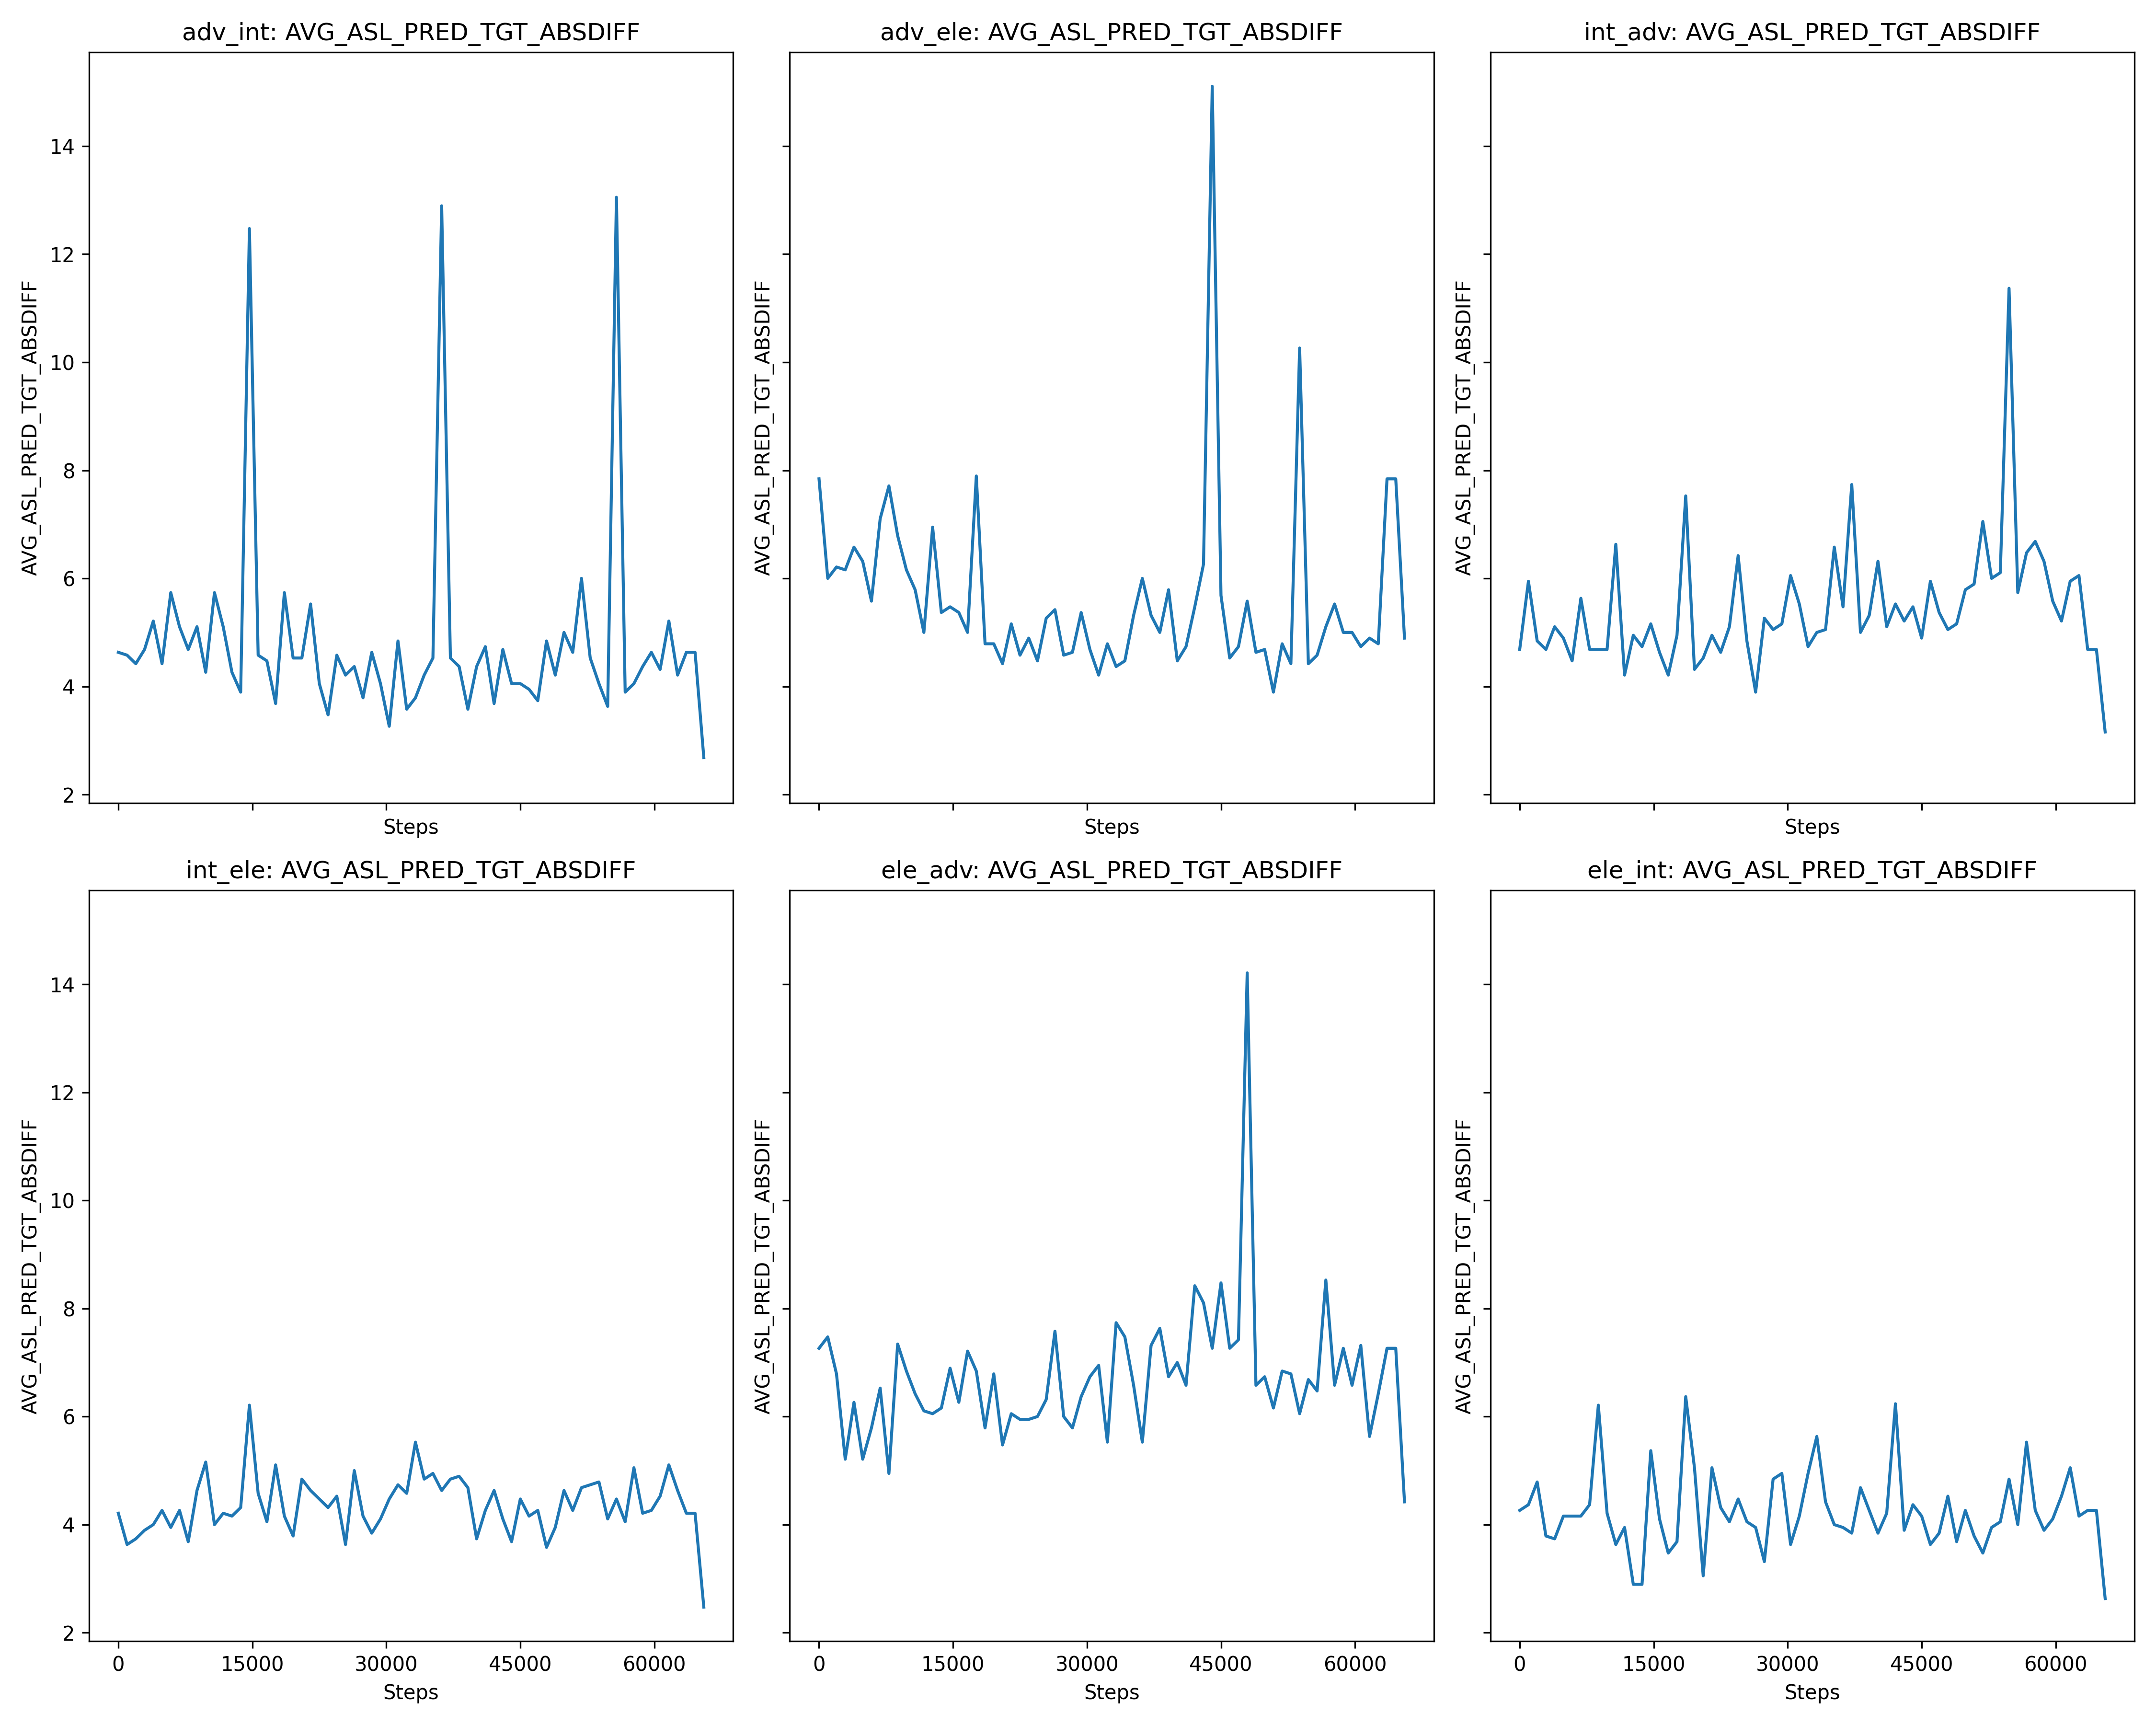 adv_int: AVG_ASL_PRED_TGT_ABSDIFF
adv_ele: AVG_ASL_PRED_TGT_ABSDIFF
int_adv: AVG_ASL_PRED_TGT_ABSDIFF
AVG_ASL_PRED_TGT_ABSDIFF
14
12
10
8
6
4
2
AVG_ASL_PRED_TGT_ABSDIFF
AVG_ASL_PRED_TGT_ABSDIFF
Steps
Steps
Steps
int_ele: AVG_ASL_PRED_TGT_ABSDIFF
ele_adv: AVG_ASL_PRED_TGT_ABSDIFF
ele_int: AVG_ASL_PRED_TGT_ABSDIFF
AVG_ASL_PRED_TGT_ABSDIFF
14
12
10
8
6
4
2
AVG_ASL_PRED_TGT_ABSDIFF
AVG_ASL_PRED_TGT_ABSDIFF
0 15000 30000 45000 60000
0 15000 30000 45000 60000
0 15000 30000 45000 60000
Steps
Steps
Steps